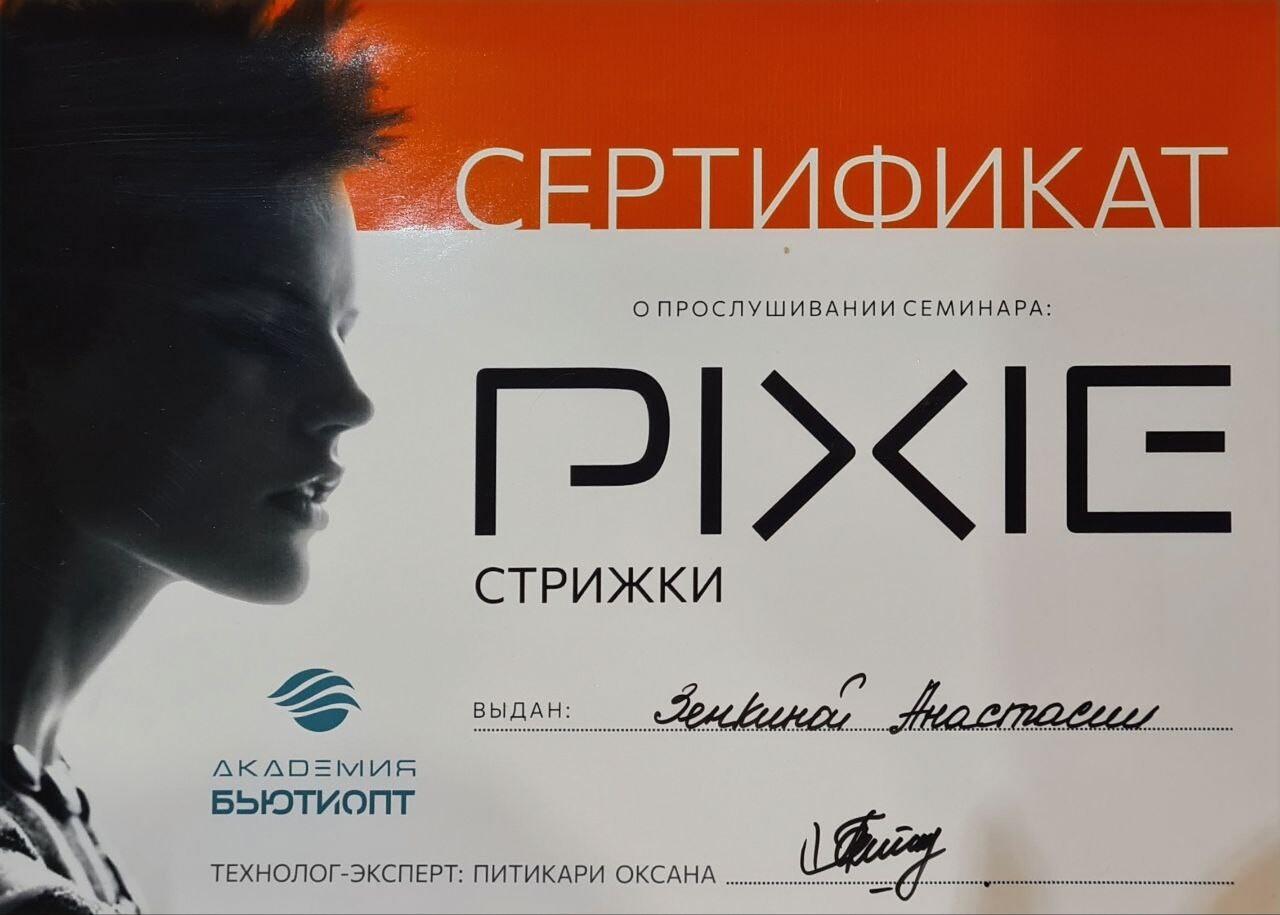 СЕРТИФИКАТ
О ПРОСЛУШИВАНИИ СЕМИНАРА:
PIXIE
СТРИЖКИ
ВЫДАН: Зенкиной Анастасии
АКАДЕМИЯ
БЬЮТИОПТ
ТЕХНОЛОГ-ЭКСПЕРТ: ПИТИКАРИ ОКСАНА